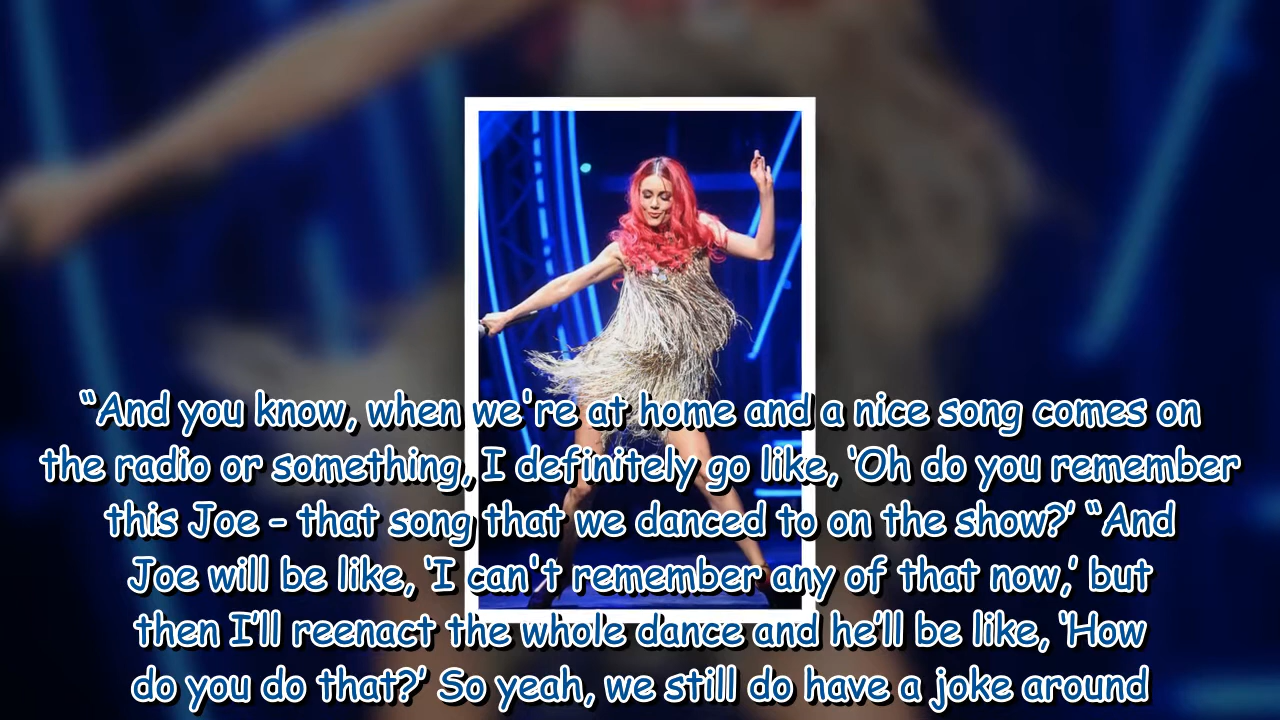 “And you know, when we're at home and a nice song comes on
the radio or something, I definitely go like, ‘Oh do you remember
this Joe – that song that we danced to on the show?’ “And
Joe will be like, ‘I can't remember any of that now,’ but
then I’ll reenact the whole dance and he’ll be like, ‘How
do you do that?’ So yeah, we still do have a joke around